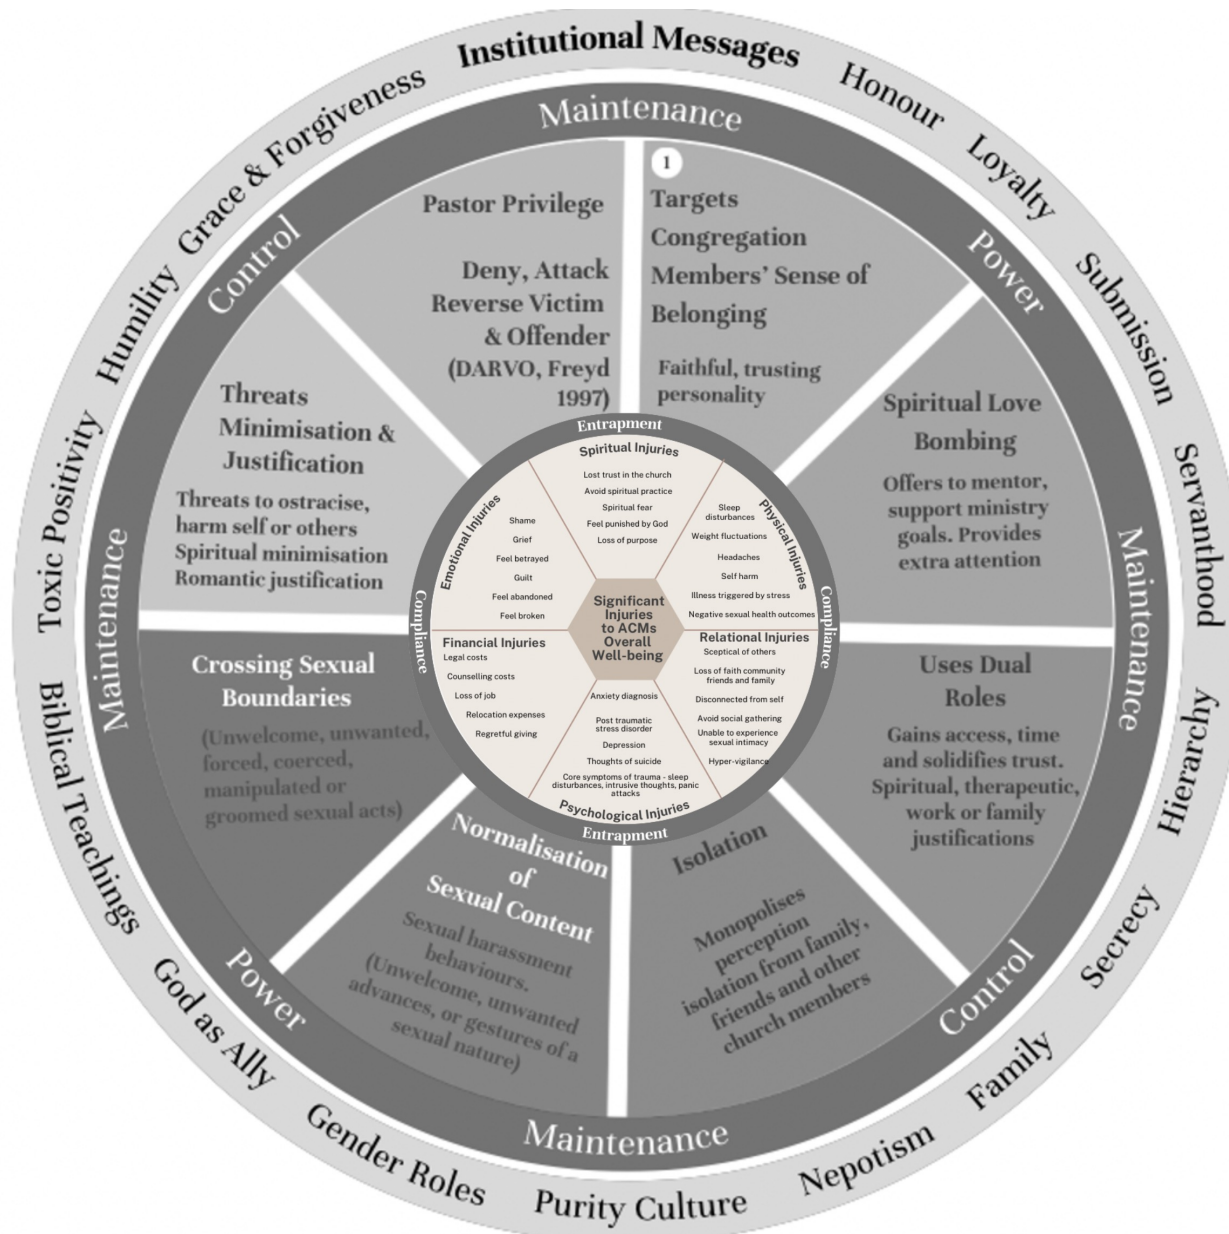 Institutional Messages
Honour
Loyalty
Submission
Servanthood
Hierarchy
Secrecy
Family
Nepotism
Purity Culture
Gender Roles
God as Ally
Biblical Teachings
Toxic Positivity
Humility
Grace & Forgiveness
Maintenance
Power
Maintenance
Control
Maintenance
Power
Maintenance
Control
1
Targets
Congregation
Members’ Sense of
Belonging
Faithful, trusting
personality
Spiritual Love
Bombing
Offers to mentor,
support ministry
goals. Provides
extra attention
Uses Dual
Roles
Gains access, time
and solidifies trust.
Spiritual, therapeutic,
work or family
justifications
Isolation
Monopolises
perception
isolation from family,
friends and other
church members
Normalisation
of
Sexual Content
Sexual harassment
behaviours.
(Unwelcome, unwanted
advances, or gestures of a
sexual nature)
Crossing Sexual
Boundaries
(Unwelcome, unwanted,
forced, coerced,
manipulated or
groomed sexual acts)
Threats
Minimisation &
Justification
Threats to ostracise,
harm self or others
Spiritual minimisation
Romantic justification
Pastor Privilege
Deny, Attack
Reverse Victim
& Offender
(DARVO, Freyd
1997)
Entrapment
Compliance
Entrapment
Compliance
Spiritual Injuries
Lost trust in the church
Avoid spiritual practice
Spiritual fear
Feel punished by God
Loss of purpose
Physical Injuries
Sleep
disturbances
Weight fluctuations
Headaches
Self harm
Illness triggered by stress
Negative sexual health outcomes
Relational Injuries
Sceptical of others
Loss of faith community
friends and family
Disconnected from self
Avoid social gathering
Unable to experience
sexual intimacy
Hyper-vigilance
Anxiety diagnosis
Post traumatic
stress disorder
Depression
Thoughts of suicide
Core symptoms of trauma - sleep
disturbances, intrusive thoughts, panic
attacks
Psychological Injuries
Financial Injuries
Legal costs
Counselling costs
Loss of job
Relocation expenses
Regretful giving
Emotional Injuries
Shame
Grief
Feel betrayed
Guilt
Feel abandoned
Feel broken
Significant
Injuries
to ACMs
Overall
Well-being